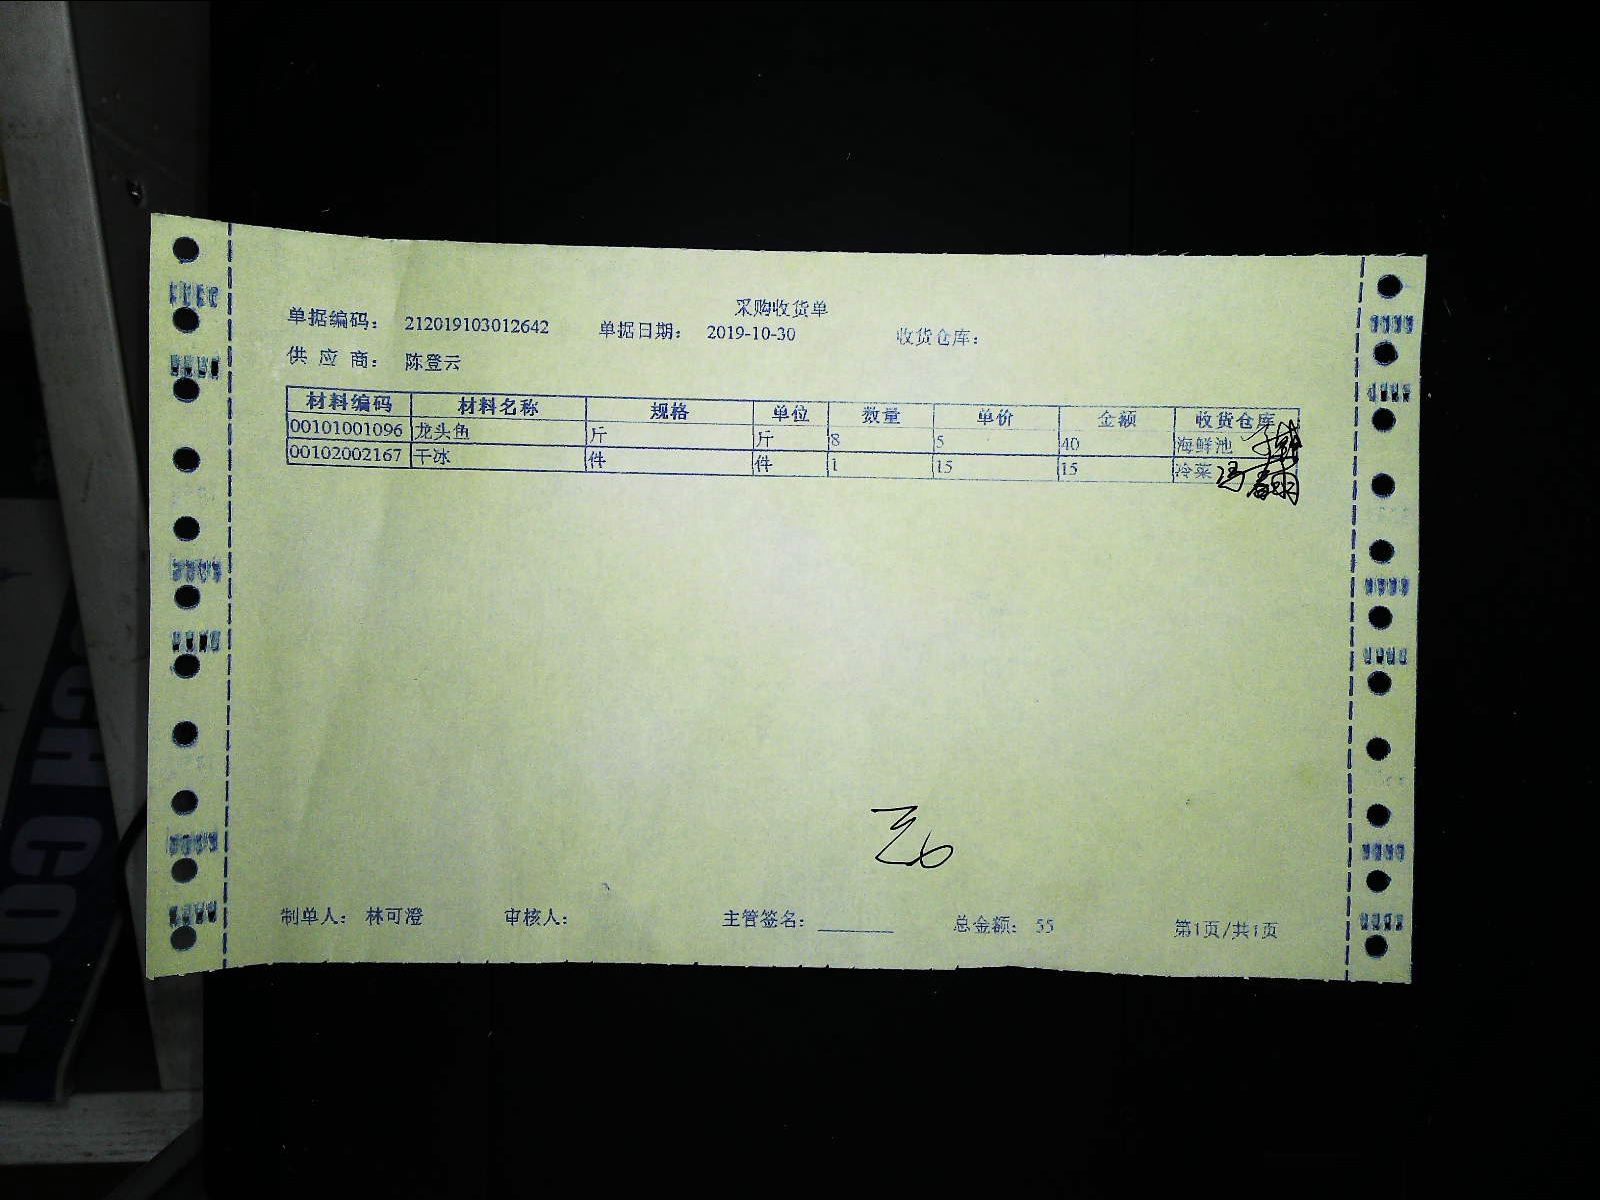 采购收货单
单据编码： 212019103012642 单据日期： 2019-10-30 收货仓库：
供 应 商： 陈登云
材料编码 材料名称 规格 单位 数量 单价 金额 收货仓库
00101001096 龙头鱼 斤 斤 8 5 40 海鲜池
00102002167 干冰 件 件 1 15 15 冷菜
制单人： 林可澄 审核人： 主管签名： 总金额： 55 第1页/共1页